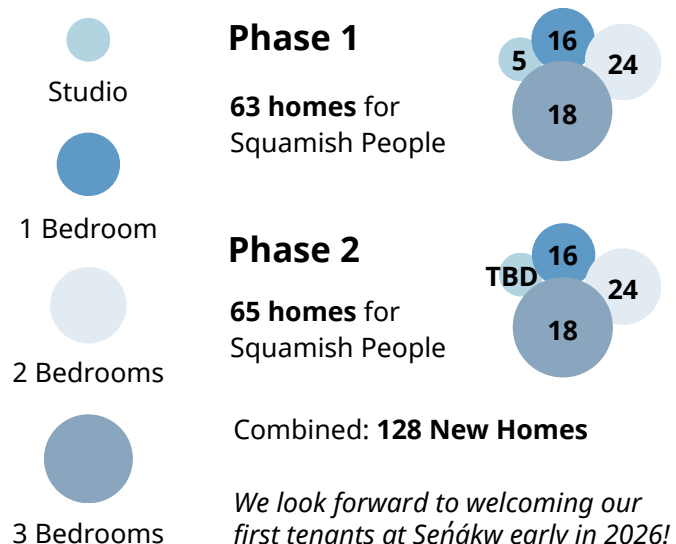 Studio
1 Bedroom
2 Bedrooms
3 Bedrooms
Phase 1
63 homes for
Squamish People
5
16
24
18
Phase 2
65 homes for
Squamish People
TBD
16
24
18
Combined: 128 New Homes
We look forward to welcoming our
first tenants at Sen̓áḵw early in 2026!